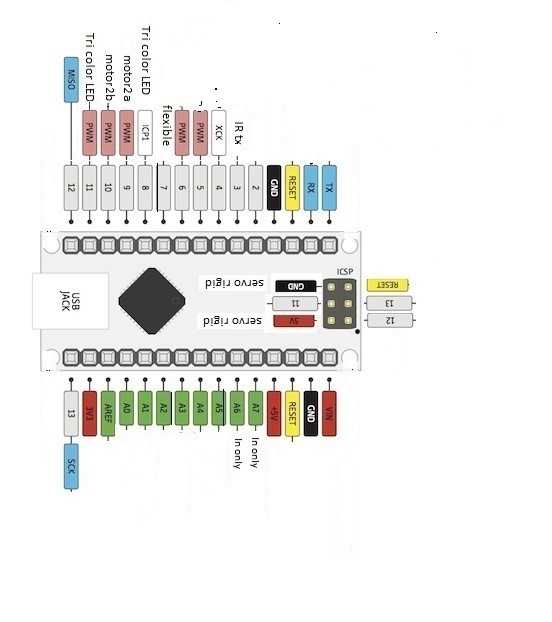 Tri color LED
motor2b
motor2a
Tri color LED
flexible
IR tx
MISO
PWM
PWM
PWM
ICP1
PWM
PWM
XCK
12
11
10
9
8
7
6
5
4
3
2
GND
RESET
RX
TX
USB
JACK
ICSP
servo rigid
GND
RESET
11
13
servo rigid
5V
12
13
3V3
AREF
A0
A1
A2
A3
A4
A5
A6
A7
+5V
RESET
GND
VIN
SCK
In only
In only